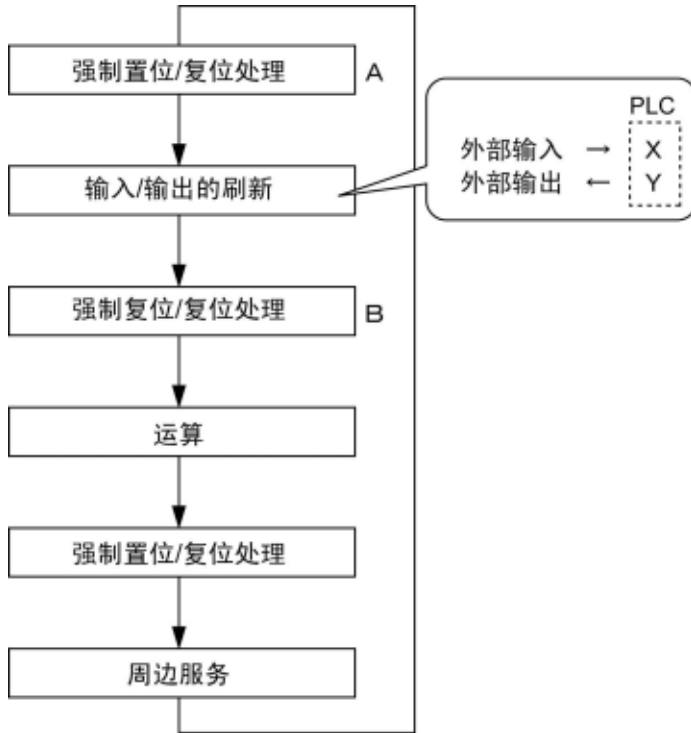 强制置位/复位处理
A
PLC
外部输入 → X
外部输出 ← Y
输入/输出的刷新
强制复位/复位处理
B
运算
强制置位/复位处理
周边服务